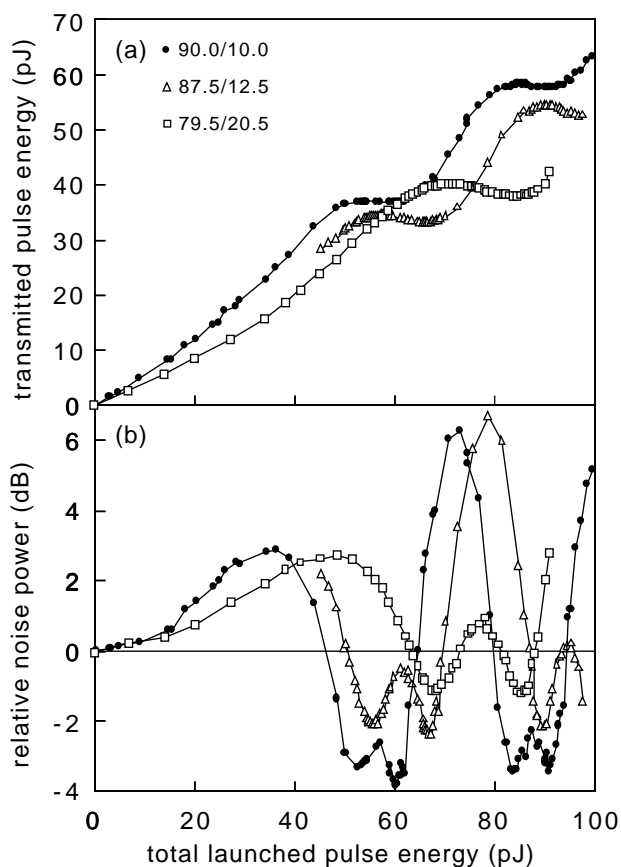 (a)
90.0/10.0
87.5/12.5
79.5/20.5
transmitted pulse energy (pJ)
70
60
50
40
30
20
10
0
(b)
relative noise power (dB)
6
4
2
0
-2
-4
0 20 40 60 80 100
total launched pulse energy (pJ)